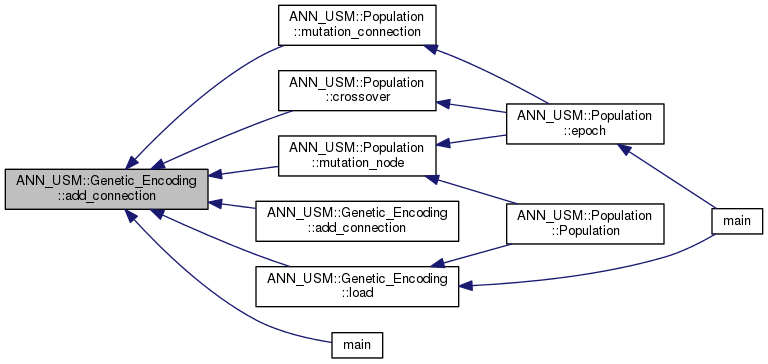 ANN_USM::Genetic_Encoding
::add_connection
ANN_USM::Population
::mutation_connection
ANN_USM::Population
::crossover
ANN_USM::Population
::mutation_node
ANN_USM::Genetic_Encoding
::add_connection
ANN_USM::Genetic_Encoding
::load
main
ANN_USM::Population
::epoch
ANN_USM::Population
::Population
main